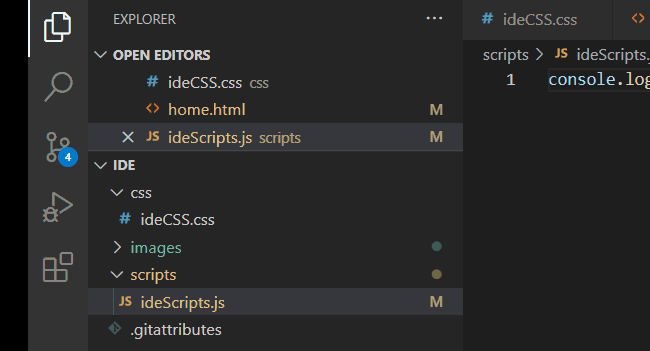 EXPLORER ···
OPEN EDITORS
# ideCSS.css css
<> home.html M
JS ideScripts.js scripts M
IDE
css
# ideCSS.css
images
scripts
JS ideScripts.js M
.gitattributes
4
# ideCSS.css <>
scripts > JS ideScripts.
1 console.log